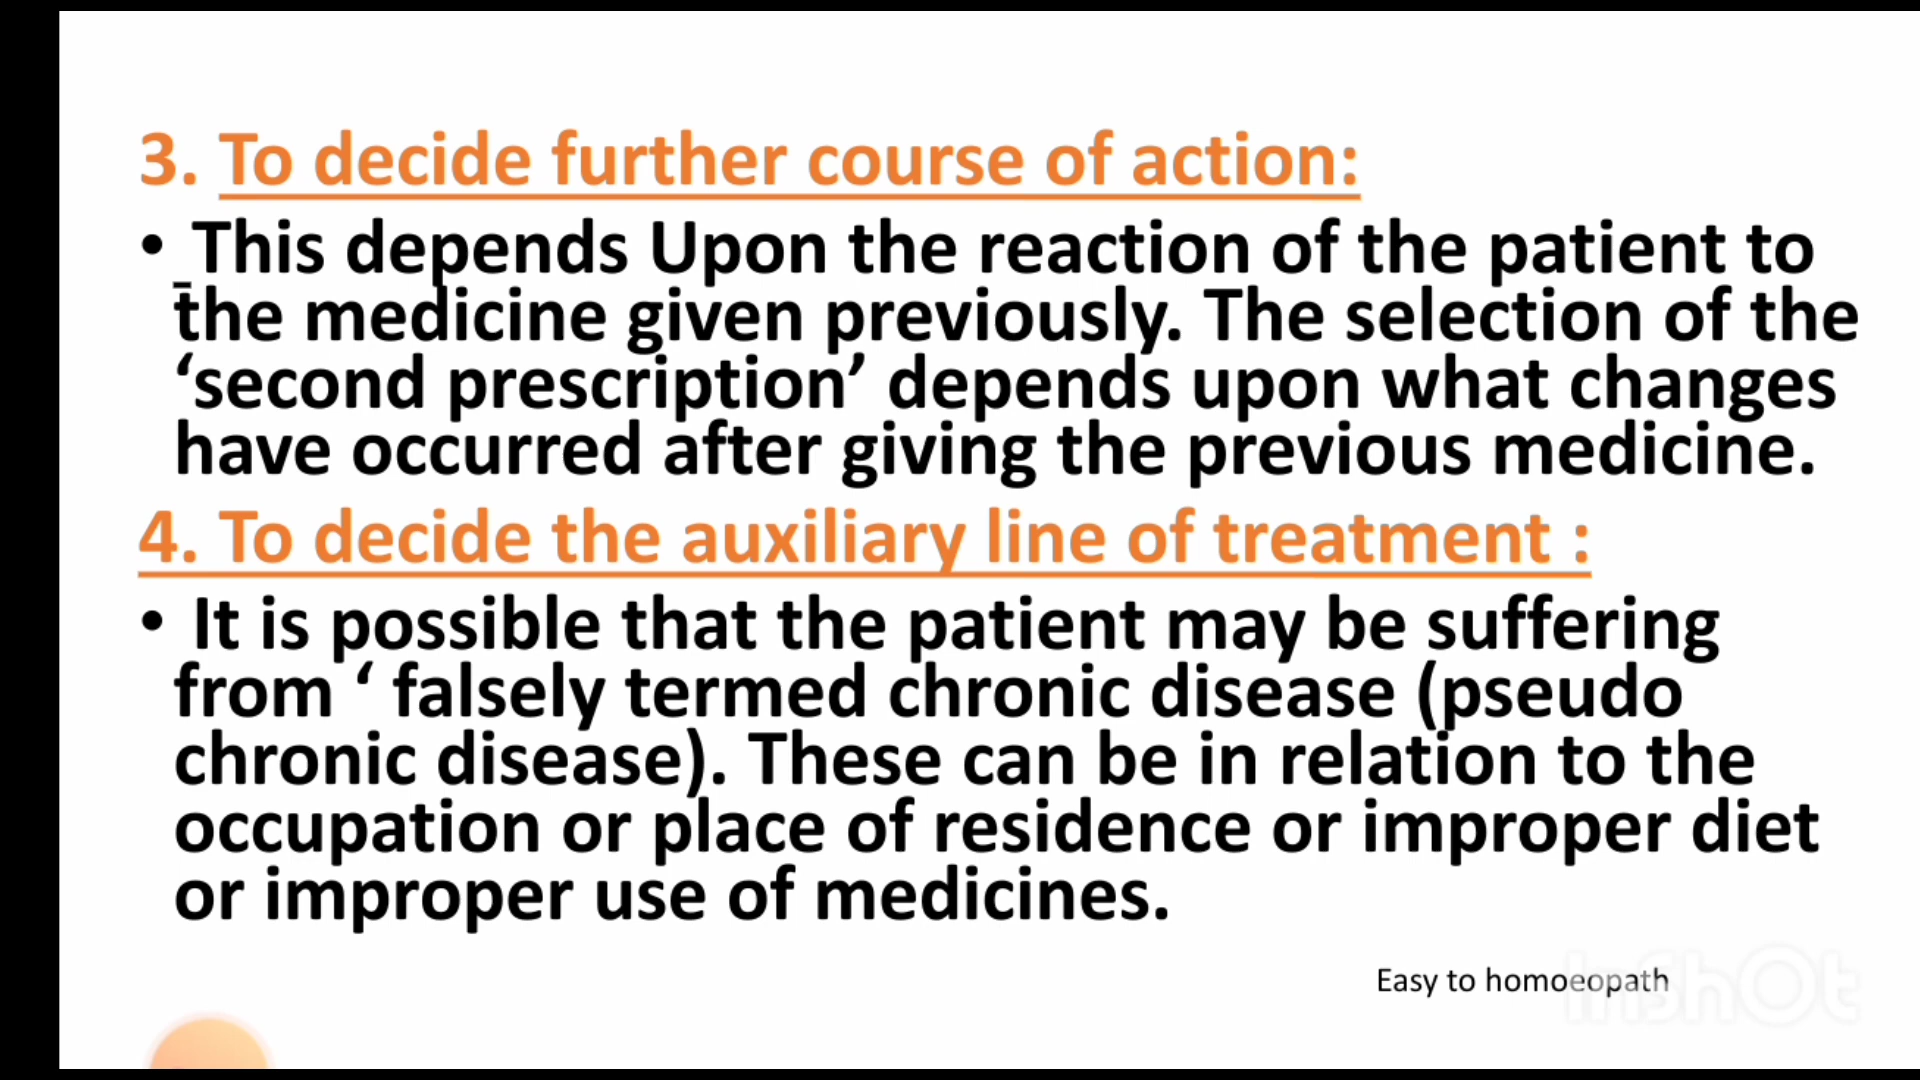 3. To decide further course of action:
• This depends Upon the reaction of the patient to
the medicine given previously. The selection of the
‘second prescription’ depends upon what changes
have occurred after giving the previous medicine.
4. To decide the auxiliary line of treatment :
• It is possible that the patient may be suffering
from ‘ falsely termed chronic disease (pseudo
chronic disease). These can be in relation to the
occupation or place of residence or improper diet
or improper use of medicines.
Easy to homoeopath
InShOt